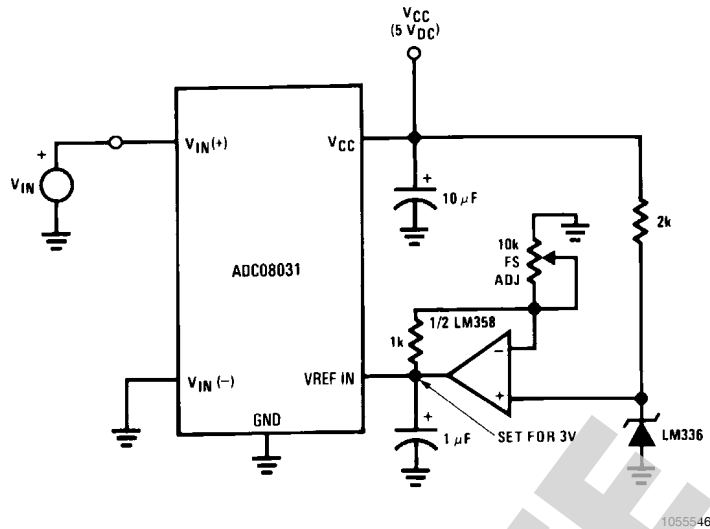 VCC
(5 VDC)
VIN(+)
VCC
+
VIN
+
10 µF
2k
10k
FS
ADJ
ADC08031
1/2 LM358
1k
−
VREF IN
+
VIN(−)
GND
+
1 µF
SET FOR 3V
LM336
1055546